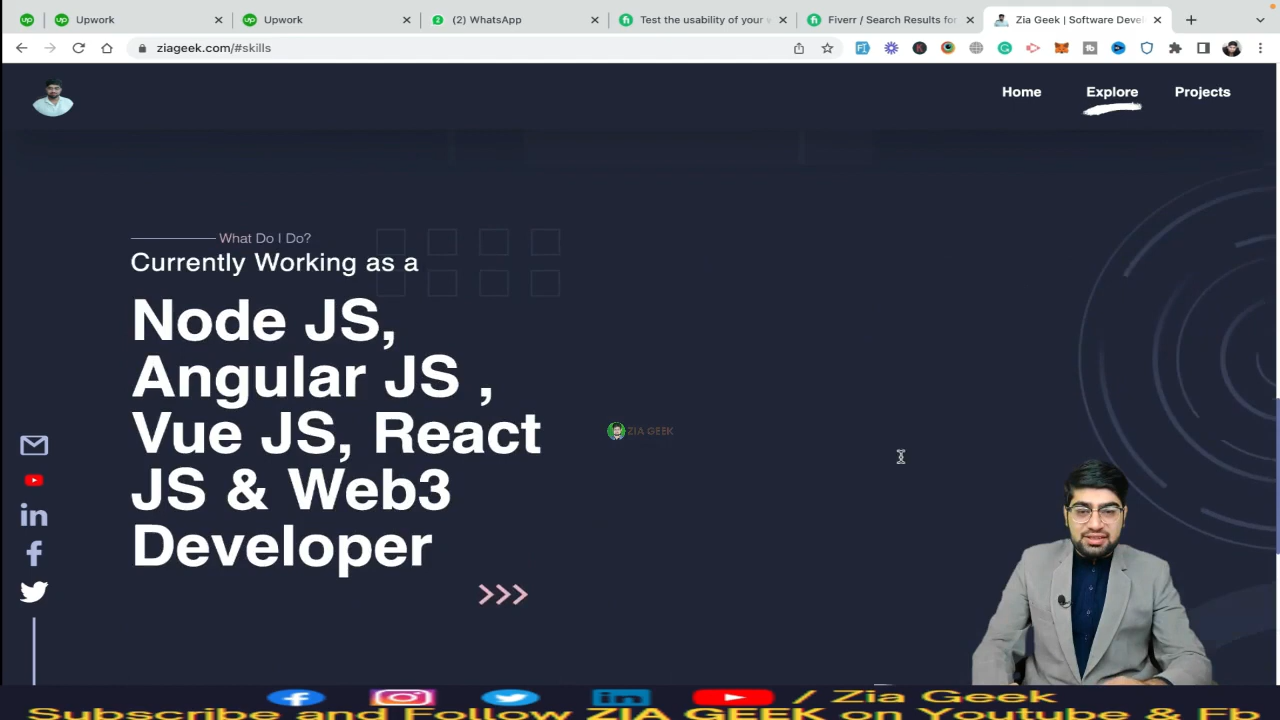 Upwork
Upwork
(2) WhatsApp
Test the usability of your
Fiverr / Search Results for
Zia Geek | Software Devel
ziageek.com/#skills
Home
Explore
Projects
What Do I Do?
Currently Working as a
Node JS,
Angular JS ,
Vue JS, React
JS & Web3
Developer
ZIA GEEK
>>>
/ Zia Geek
Subscribe and Follow ZIA GEEK on Youtube & Fb